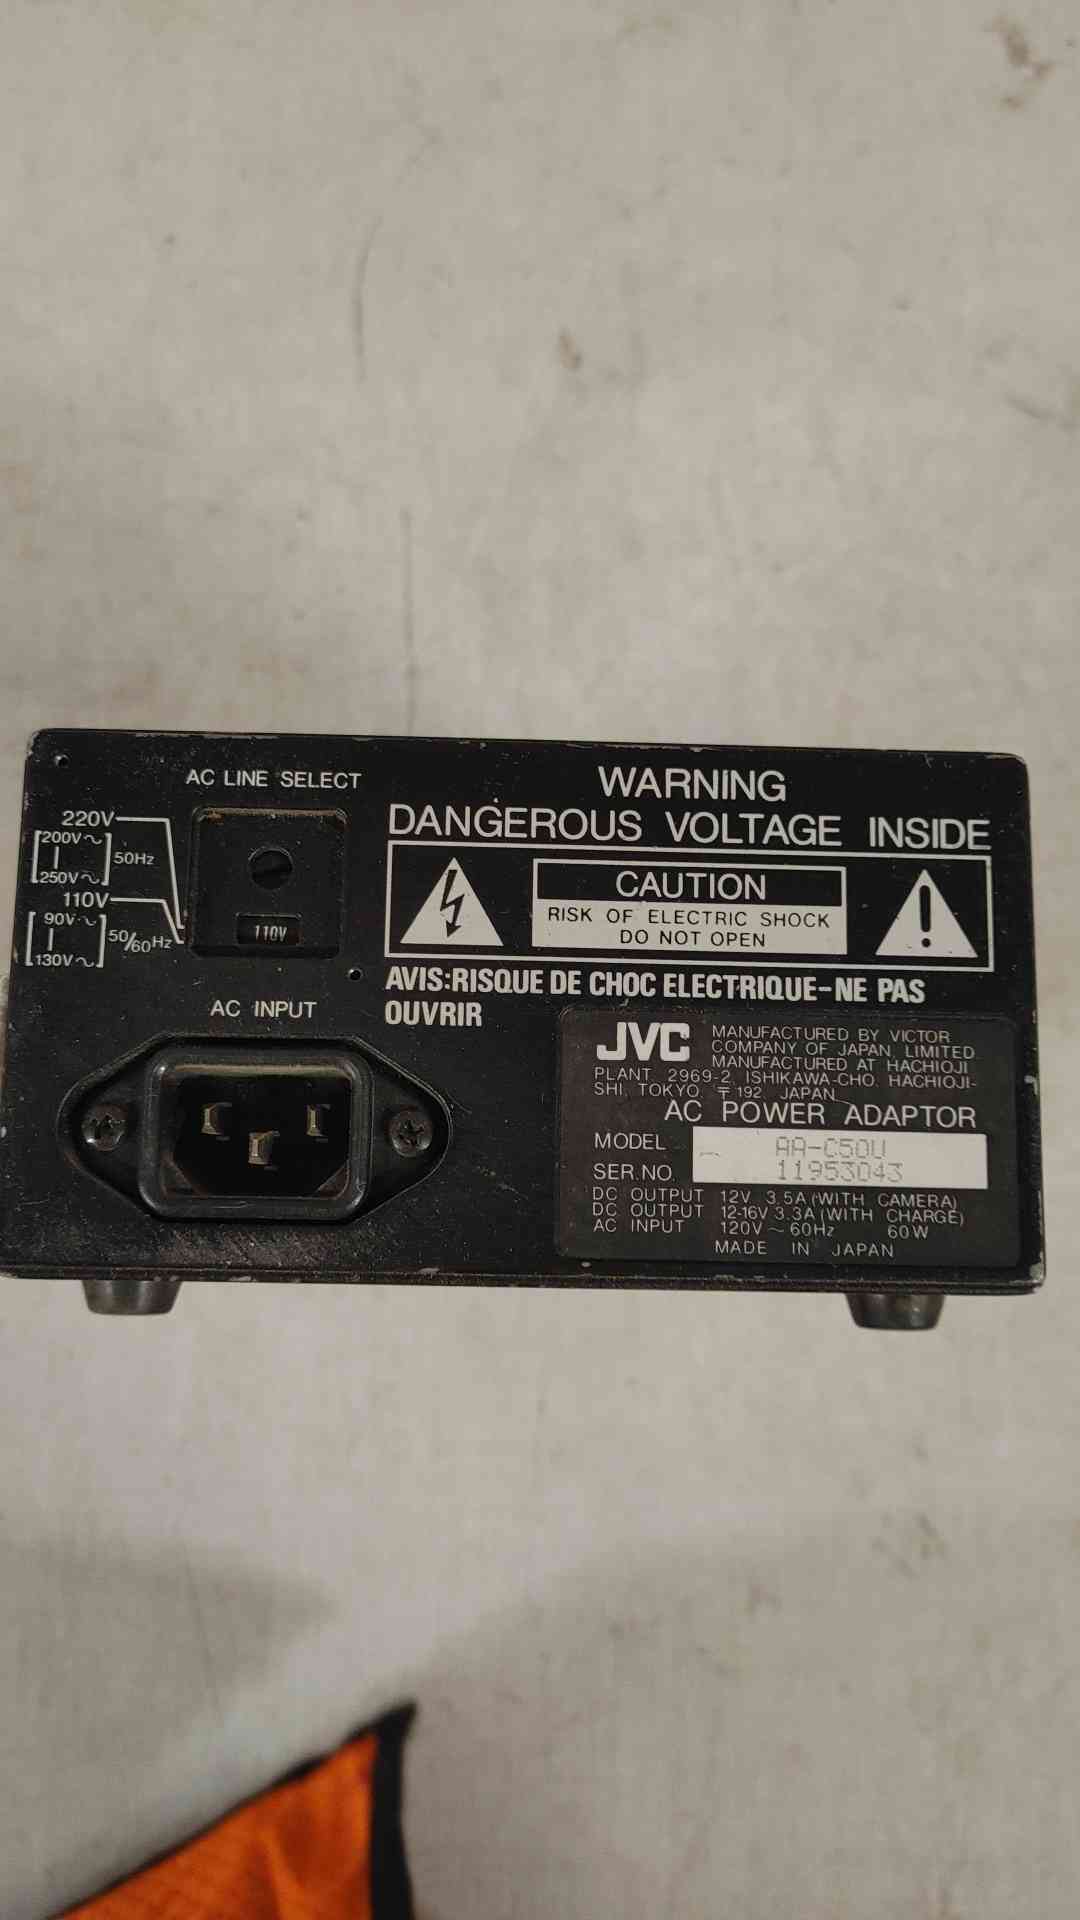 AC LINE SELECT
220V
200V~
250V~
50Hz
110V
90V~
130V~
50/60Hz
110V
WARNING
DANGEROUS VOLTAGE INSIDE
CAUTION
RISK OF ELECTRIC SHOCK
DO NOT OPEN
AVIS:RISQUE DE CHOC ELECTRIQUE-NE PAS
OUVRIR
AC INPUT
JVC
MANUFACTURED BY VICTOR
COMPANY OF JAPAN, LIMITED
MANUFACTURED AT HACHIOJI
PLANT 2969-2, ISHIKAWA-CHO, HACHIOJI-
SHI, TOKYO, 〒192, JAPAN
AC POWER ADAPTOR
MODEL AA-C50U
SER.NO. 11953043
DC OUTPUT 12V 3.5A (WITH CAMERA)
DC OUTPUT 12-16V 3.3A (WITH CHARGE)
AC INPUT 120V ~ 60Hz 60W
MADE IN JAPAN